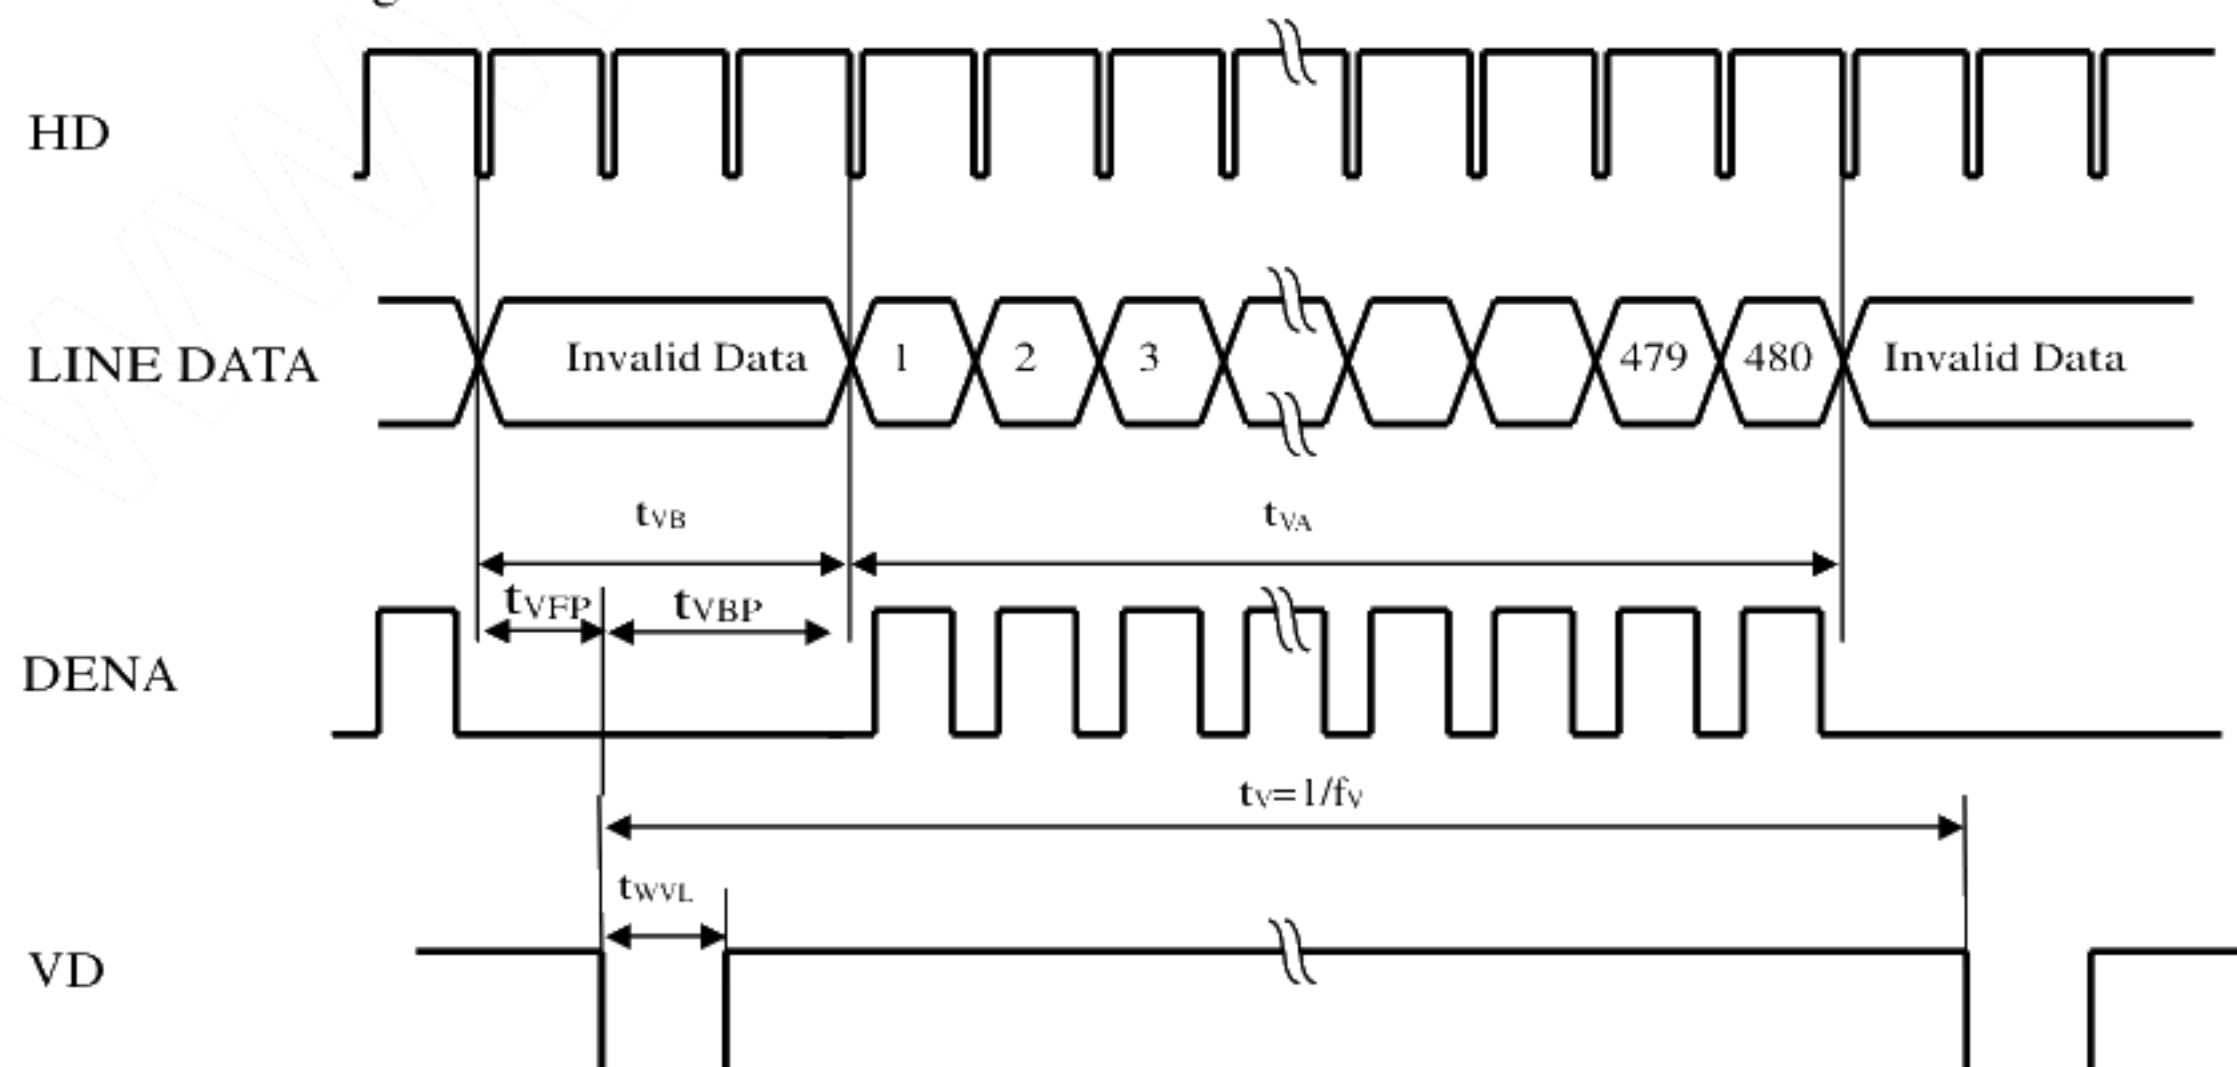 HD
LINE DATA
Invalid Data 1 2 3 479 480 Invalid Data
tVB tVA
tVFP tVBP
DENA
tV=1/fV
tWVL
VD